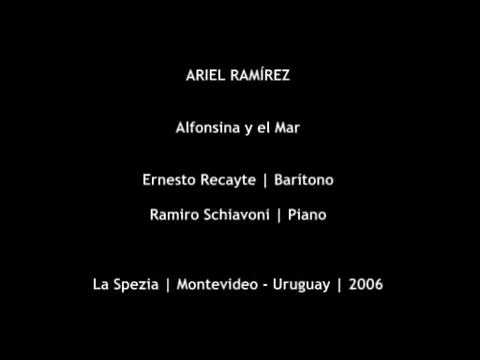 ARIEL RAMÍREZ
Alfonsina y el Mar
Ernesto Recayte | Barítono
Ramiro Schiavoni | Piano
La Spezia | Montevideo - Uruguay | 2006